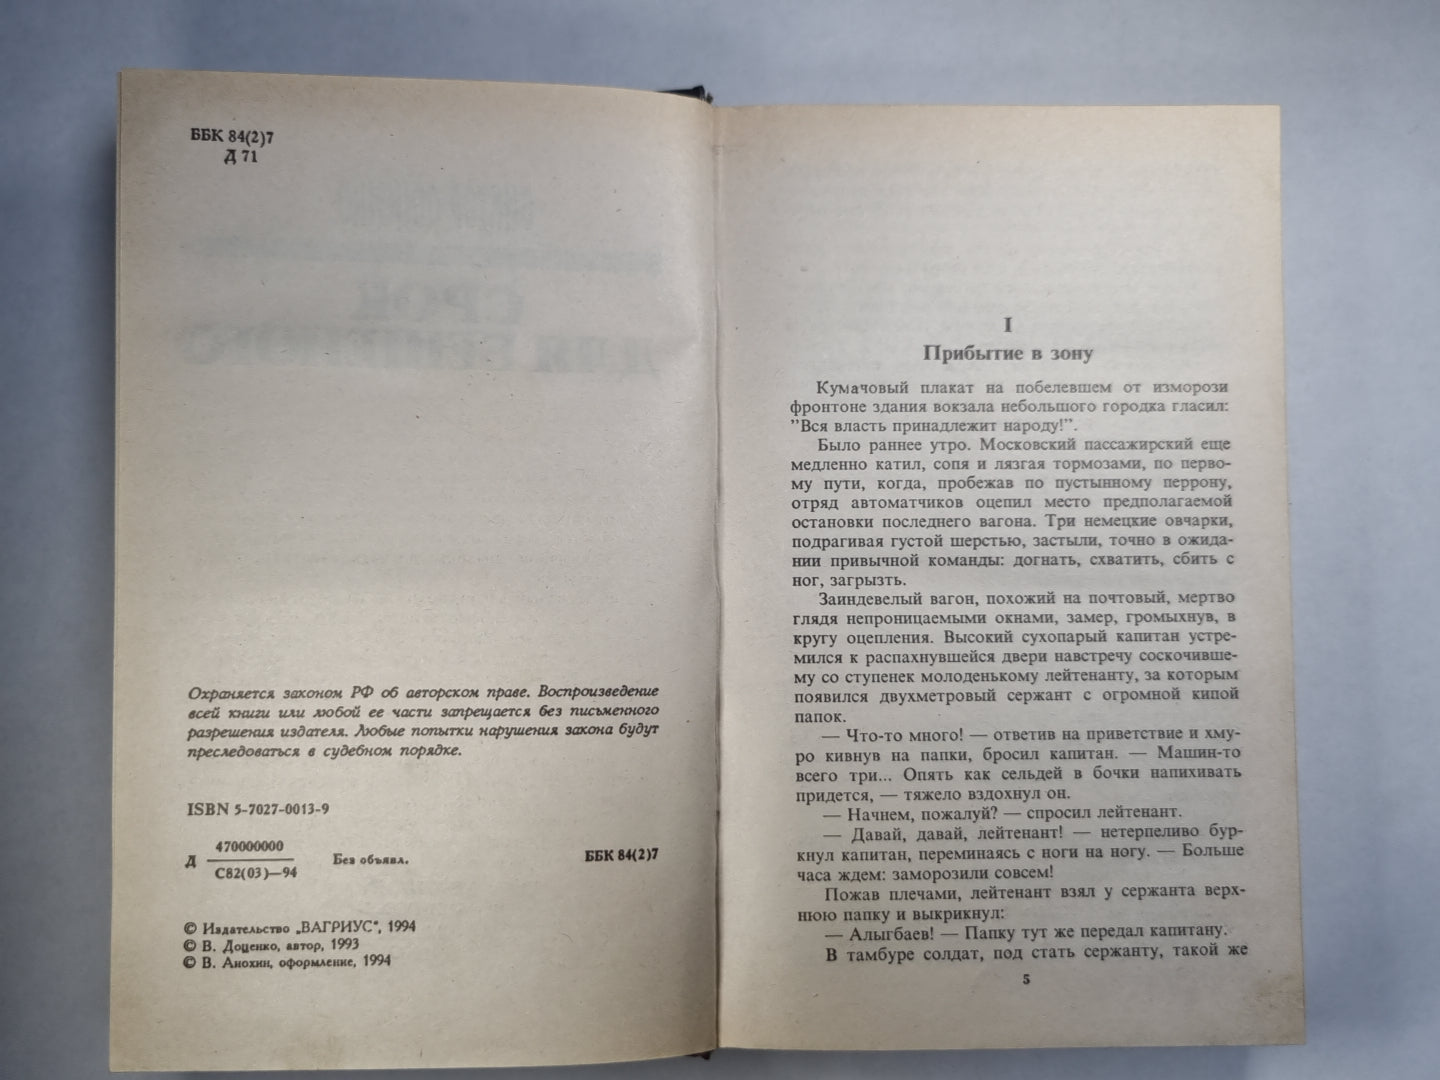 ББК 84(2)7
Д 71
Охраняется законом РФ об авторском праве. Воспроизведение
всей книги или любой ее части запрещается без письменного
разрешения издателя. Любые попытки нарушения закона будут
преследоваться в судебном порядке.
ISBN 5-7027-0013-9
470000000
Д
С82(03)—94
Без объявл.
ББК 84(2)7
© Издательство „ВАГРИУС“, 1994
© В. Доценко, автор, 1993
© В. Анохин, оформление, 1994
I
Прибытие в зону
Кумачовый плакат на побелевшем от изморози
фронтоне здания вокзала небольшого городка гласил:
"Вся власть принадлежит народу!".
Было раннее утро. Московский пассажирский еще
медленно катил, сопя и лязгая тормозами, по перво-
му пути, когда, пробежав по пустынному перрону,
отряд автоматчиков оцепил место предполагаемой
остановки последнего вагона. Три немецкие овчарки,
подрагивая густой шерстью, застыли, точно в ожида-
нии привычной команды: догнать, схватить, сбить с
ног, загрызть.
Заиндевелый вагон, похожий на почтовый, мертво
глядя непроницаемыми окнами, замер, громыхнув, в
кругу оцепления. Высокий сухопарый капитан устре-
мился к распахнувшейся двери навстречу соскочивше-
му со ступенек молоденькому лейтенанту, за которым
появился двухметровый сержант с огромной кипой
папок.
— Что-то много! — ответив на приветствие и хму-
ро кивнув на папки, бросил капитан. — Машин-то
всего три... Опять как сельдей в бочки напихивать
придется, — тяжело вздохнул он.
— Начнем, пожалуй? — спросил лейтенант.
— Давай, давай, лейтенант! — нетерпеливо бур-
кнул капитан, переминаясь с ноги на ногу. — Больше
часа ждем: заморозили совсем!
Пожав плечами, лейтенант взял у сержанта верх-
нюю папку и выкрикнул:
— Алыгбаев! — Папку тут же передал капитану.
В тамбуре солдат, под стать сержанту, такой же
5